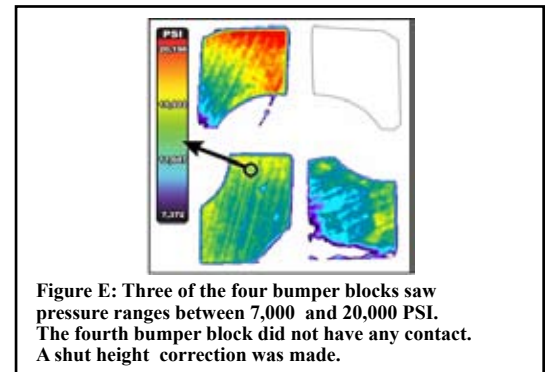 PSI
Figure E: Three of the four bumper blocks saw
pressure ranges between 7,000 and 20,000 PSI.
The fourth bumper block did not have any contact.
A shut height correction was made.